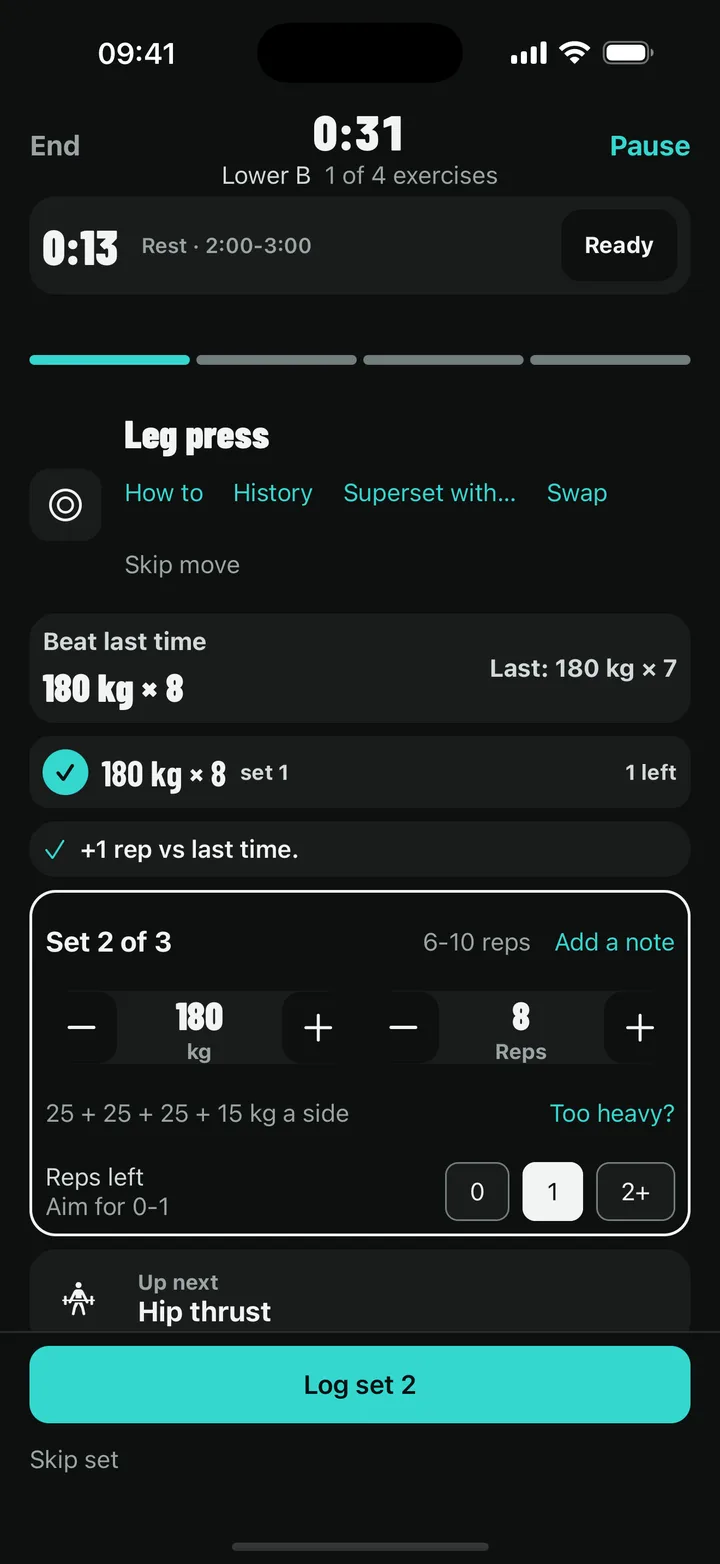 09:41
End
0:31
Pause
Lower B 1 of 4 exercises
0:13 Rest · 2:00-3:00
Ready
Leg press
How to History Superset with... Swap
Skip move
Beat last time
180 kg × 8
Last: 180 kg × 7
180 kg × 8 set 1
1 left
+1 rep vs last time.
Set 2 of 3
6-10 reps Add a note
180
kg
8
Reps
25 + 25 + 25 + 15 kg a side
Too heavy?
Reps left
Aim for 0-1
0 1 2+
Up next
Hip thrust
Log set 2
Skip set